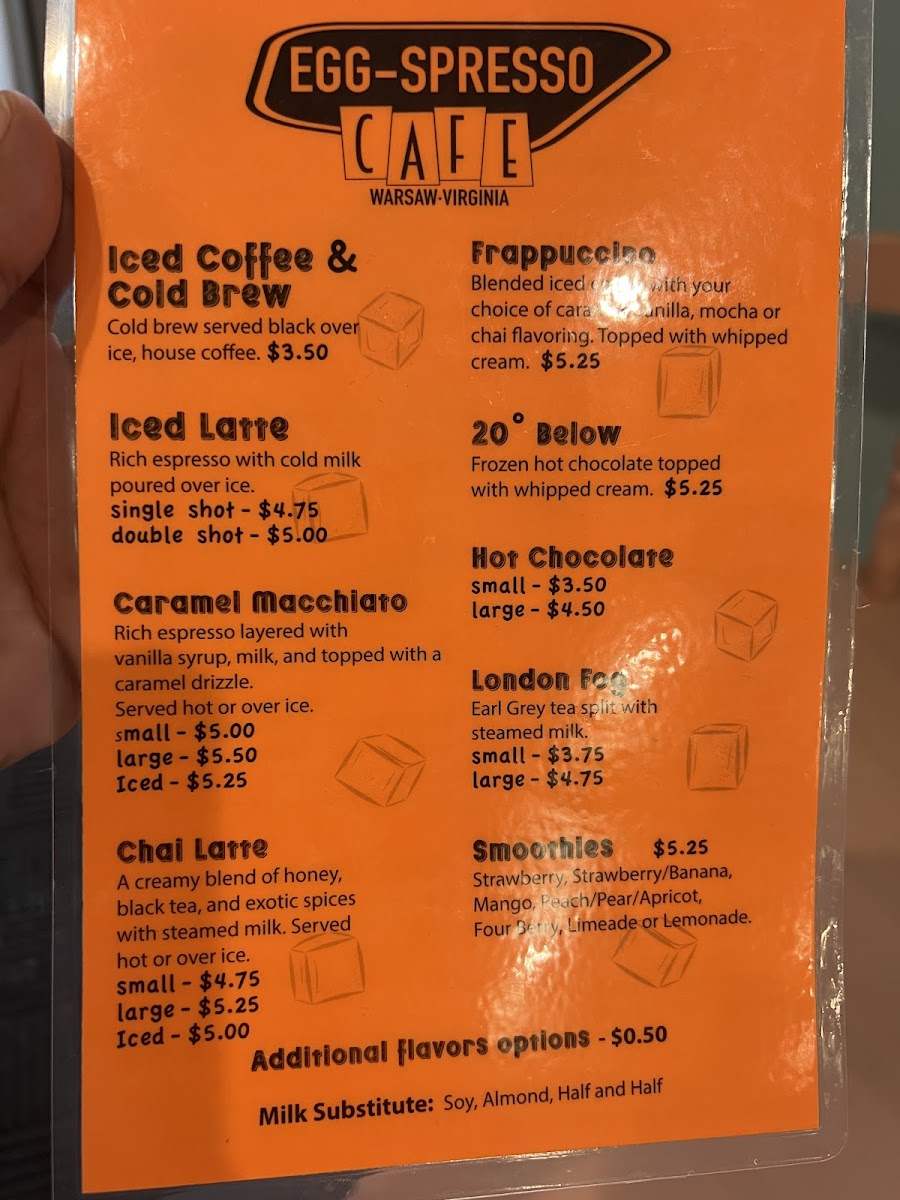 EGG-SPRESSO
CAFE
WARSAW·VIRGINIA
Iced Coffee &
Cold Brew
Cold brew served black over
ice, house coffee. $3.50
Iced Latte
Rich espresso with cold milk
poured over ice.
single shot - $4.75
double shot - $5.00
Caramel Macchiato
Rich espresso layered with
vanilla syrup, milk, and topped with a
caramel drizzle.
Served hot or over ice.
small - $5.00
large - $5.50
Iced - $5.25
Chai Latte
A creamy blend of honey,
black tea, and exotic spices
with steamed milk. Served
hot or over ice.
small - $4.75
large - $5.25
Iced - $5.00
Frappuccino
Blended iced with your
choice of vanilla, mocha or
chai flavoring. Topped with whipped
cream. $5.25
20° Below
Frozen hot chocolate topped
with whipped cream. $5.25
Hot Chocolate
small - $3.50
large - $4.50
London Fog
Earl Grey tea split with
steamed milk.
small - $3.75
large - $4.75
Smoothies $5.25
Strawberry, Strawberry/Banana,
Mango, Peach/Pear/Apricot,
Four Berry, Limeade or Lemonade.
Additional flavors options - $0.50
Milk Substitute: Soy, Almond, Half and Half